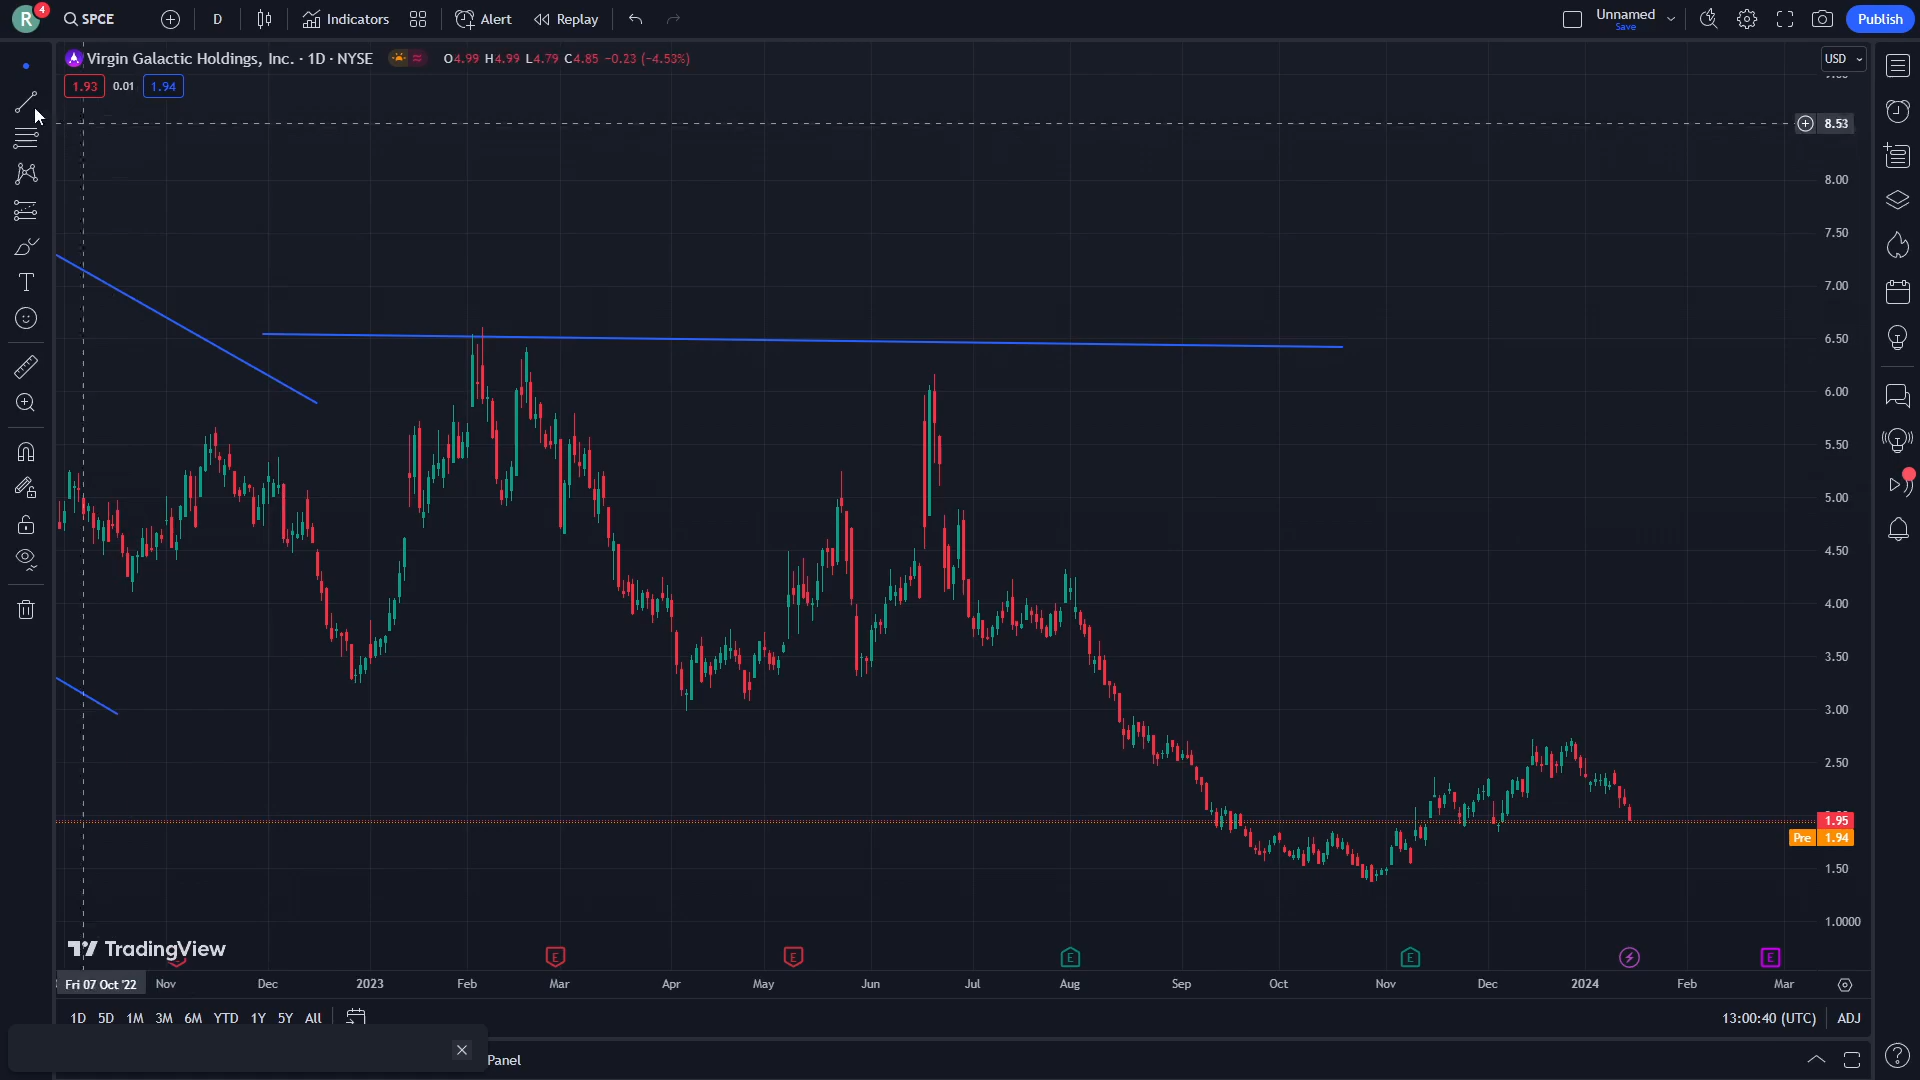 R 4 SPCE D Indicators Alert Replay Unnamed Save Publish
Virgin Galactic Holdings, Inc. · 1D · NYSE O4.99 H4.99 L4.79 C4.85 −0.23 (−4.53%) USD
1.93 0.01 1.94
8.53
8.00
7.50
7.00
6.50
6.00
5.50
5.00
4.50
4.00
3.50
3.00
2.50
1.95
Pre 1.94
1.50
1.0000
TradingView
E E E E E
Fri 07 Oct '22 Nov Dec 2023 Feb Mar Apr May Jun Jul Aug Sep Oct Nov Dec 2024 Feb Mar
1D 5D 1M 3M 6M YTD 1Y 5Y All 13:00:40 (UTC) ADJ
Panel